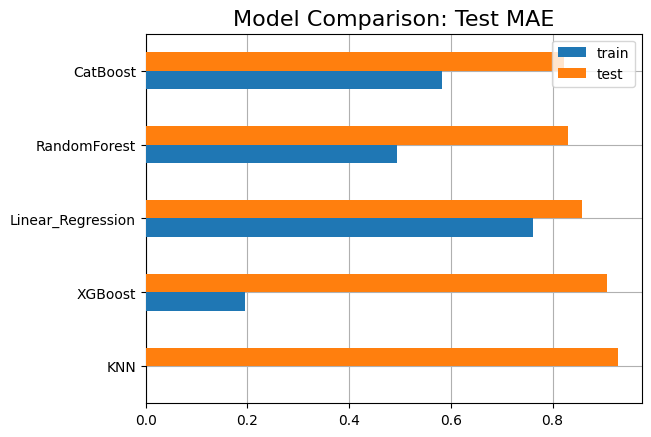 Model Comparison: Test MAE
train
test
CatBoost
RandomForest
Linear_Regression
XGBoost
KNN
0.0 0.2 0.4 0.6 0.8